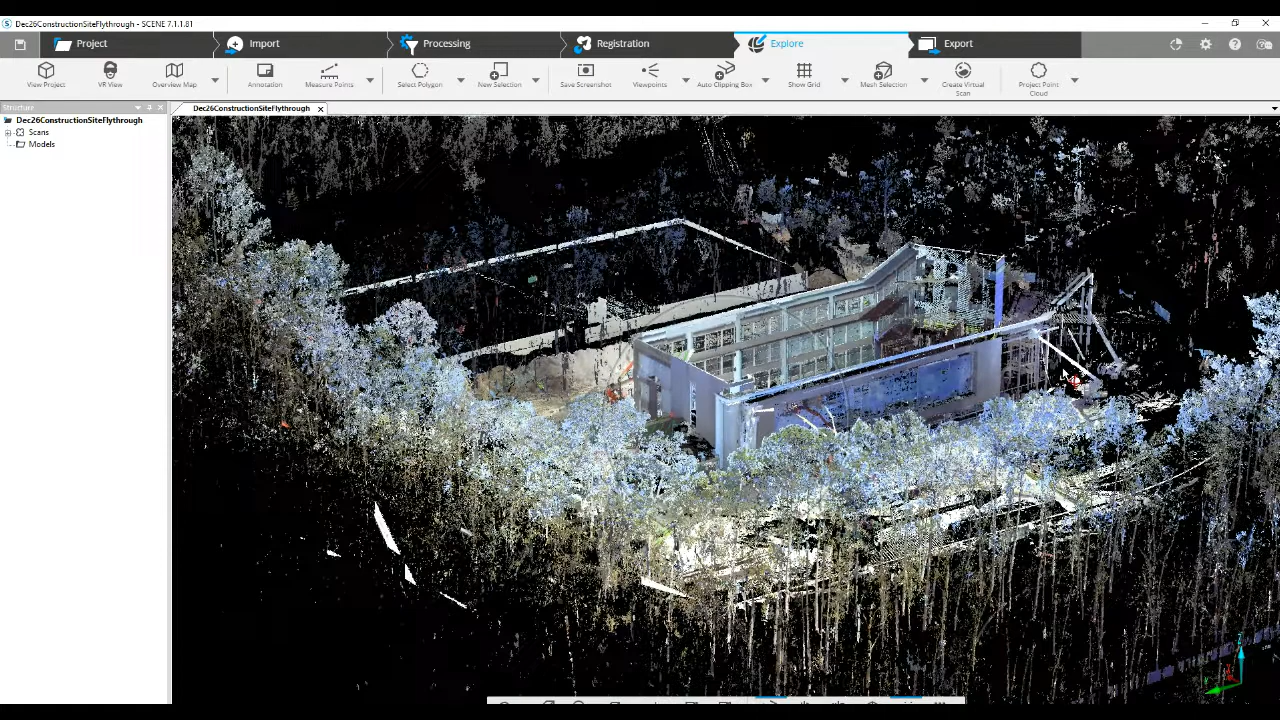 Dec26ConstructionSiteFlythrough - SCENE 7.1.1.81
Project
Import
Processing
Registration
Explore
Export
View Project
VR View
Overview Map
Annotation
Measure Points
Select Polygon
New Selection
Save Screenshot
Viewpoints
Auto Clipping Box
Show Grid
Mesh Selection
Create Virtual
Scan
Project Point
Cloud
Structure
Dec26ConstructionSiteFlythrough
Dec26ConstructionSiteFlythrough
Scans
Models